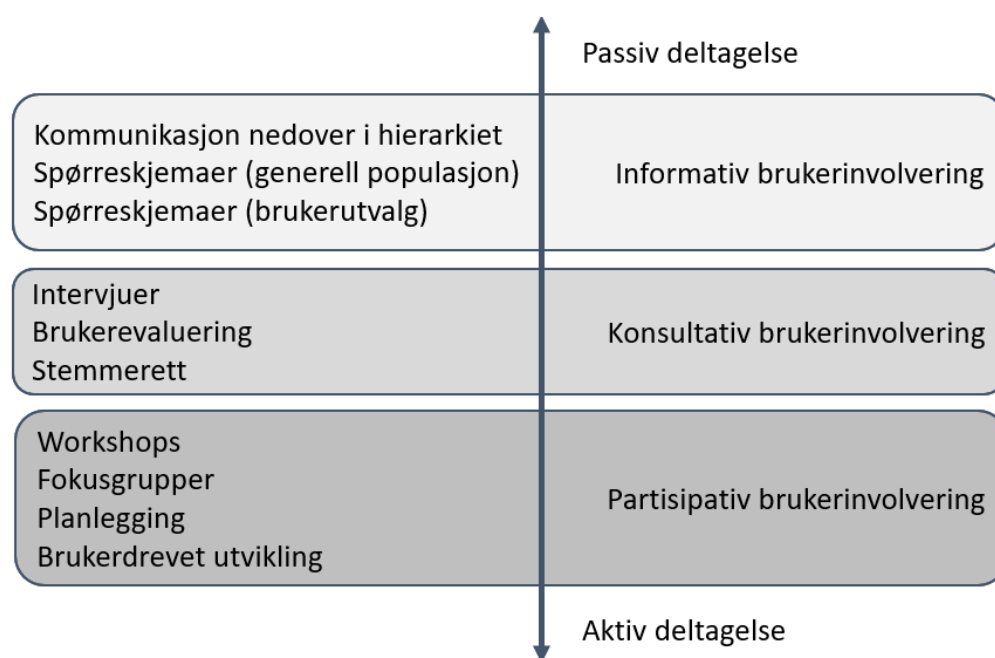 Passiv deltagelse
Kommunikasjon nedover i hierarkiet
Spørreskjemaer (generell populasjon)
Spørreskjemaer (brukerutvalg)
Informativ brukerinvolvering
Intervjuer
Brukerevaluering
Stemmerett
Konsultativ brukerinvolvering
Workshops
Fokusgrupper
Planlegging
Brukerdrevet utvikling
Partisipativ brukerinvolvering
Aktiv deltagelse